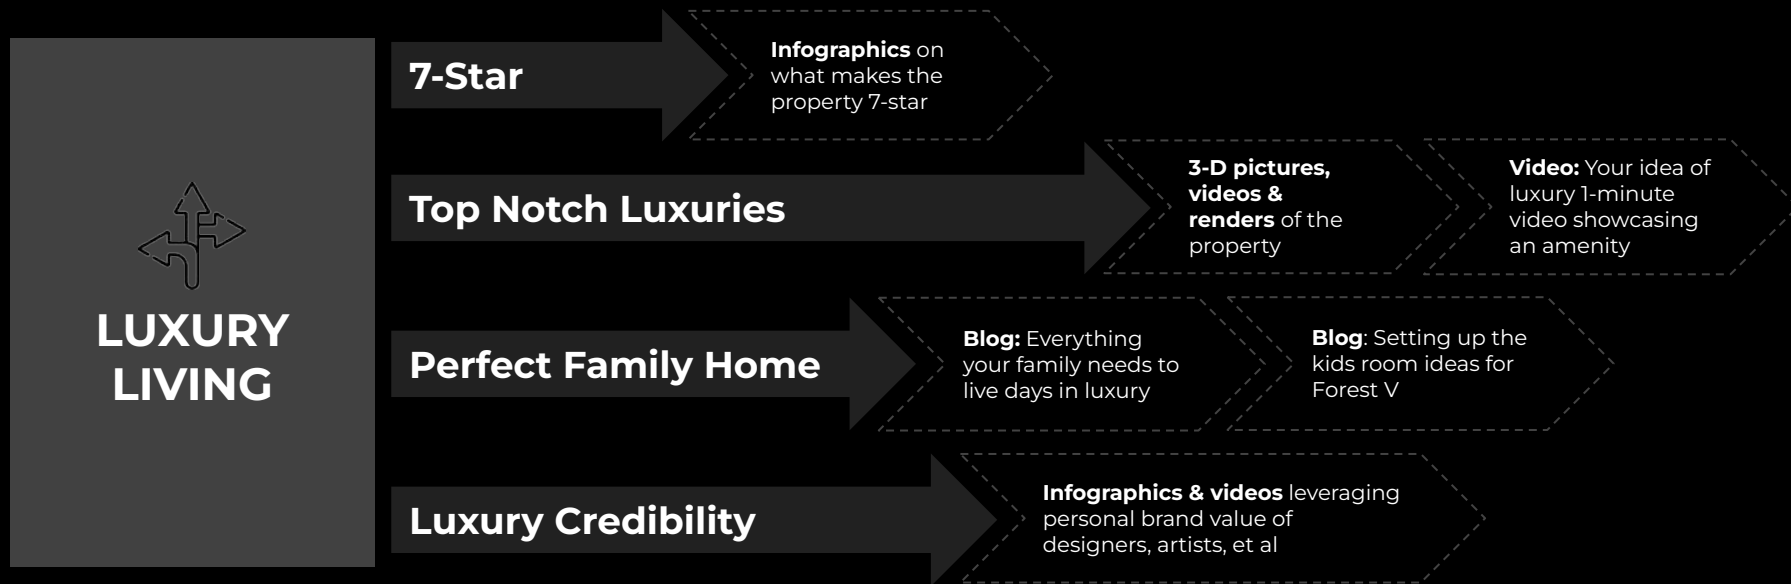 LUXURY
LIVING
7-Star
Infographics on
what makes the
property 7-star
Top Notch Luxuries
3-D pictures,
videos &
renders of the
property
Video: Your idea of
luxury 1-minute
video showcasing
an amenity
Perfect Family Home
Blog: Everything
your family needs to
live days in luxury
Blog: Setting up the
kids room ideas for
Forest V
Luxury Credibility
Infographics & videos leveraging
personal brand value of
designers, artists, et al